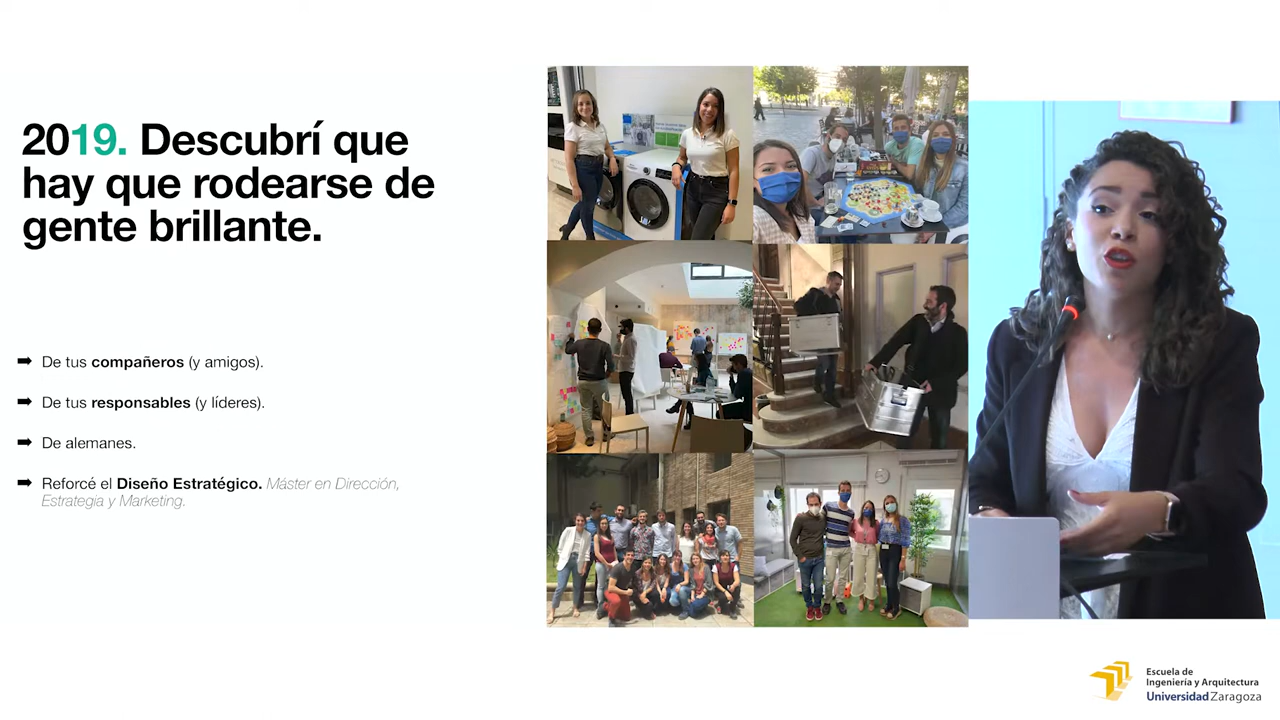 2019. Descubrí que
hay que rodearse de
gente brillante.
➡ De tus compañeros (y amigos).
➡ De tus responsables (y líderes).
➡ De alemanes.
➡ Reforcé el Diseño Estratégico. Máster en Dirección,
Estrategia y Marketing.
Escuela de
Ingeniería y Arquitectura
Universidad Zaragoza